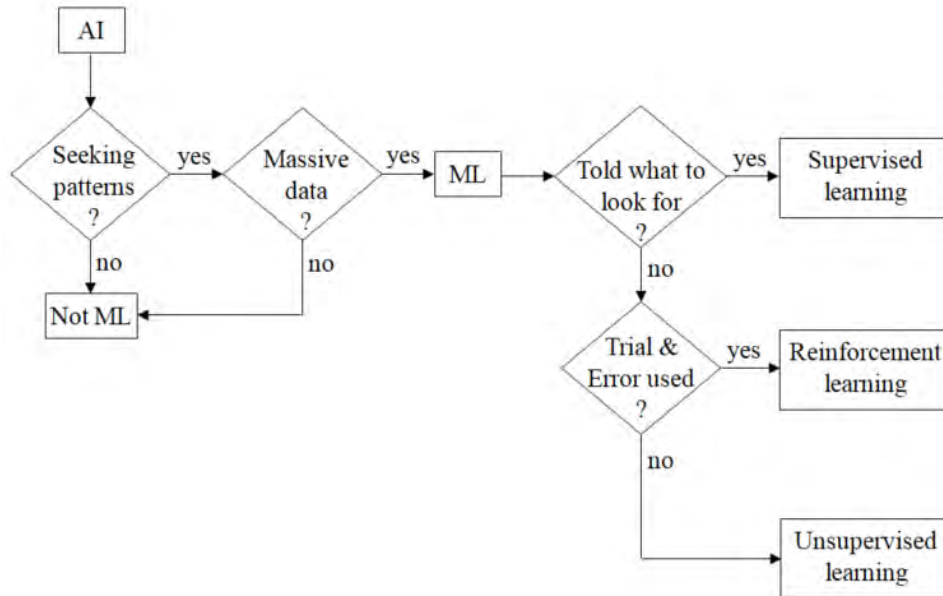 AI
Seeking
patterns
?
yes
no
Not ML
Massive
data
?
yes
no
ML
Told what to
look for
?
yes
no
Supervised
learning
Trial &
Error used
?
yes
no
Reinforcement
learning
Unsupervised
learning